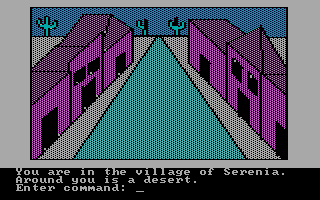 You are in the village of Serenia.
Around you is a desert.
Enter command: _